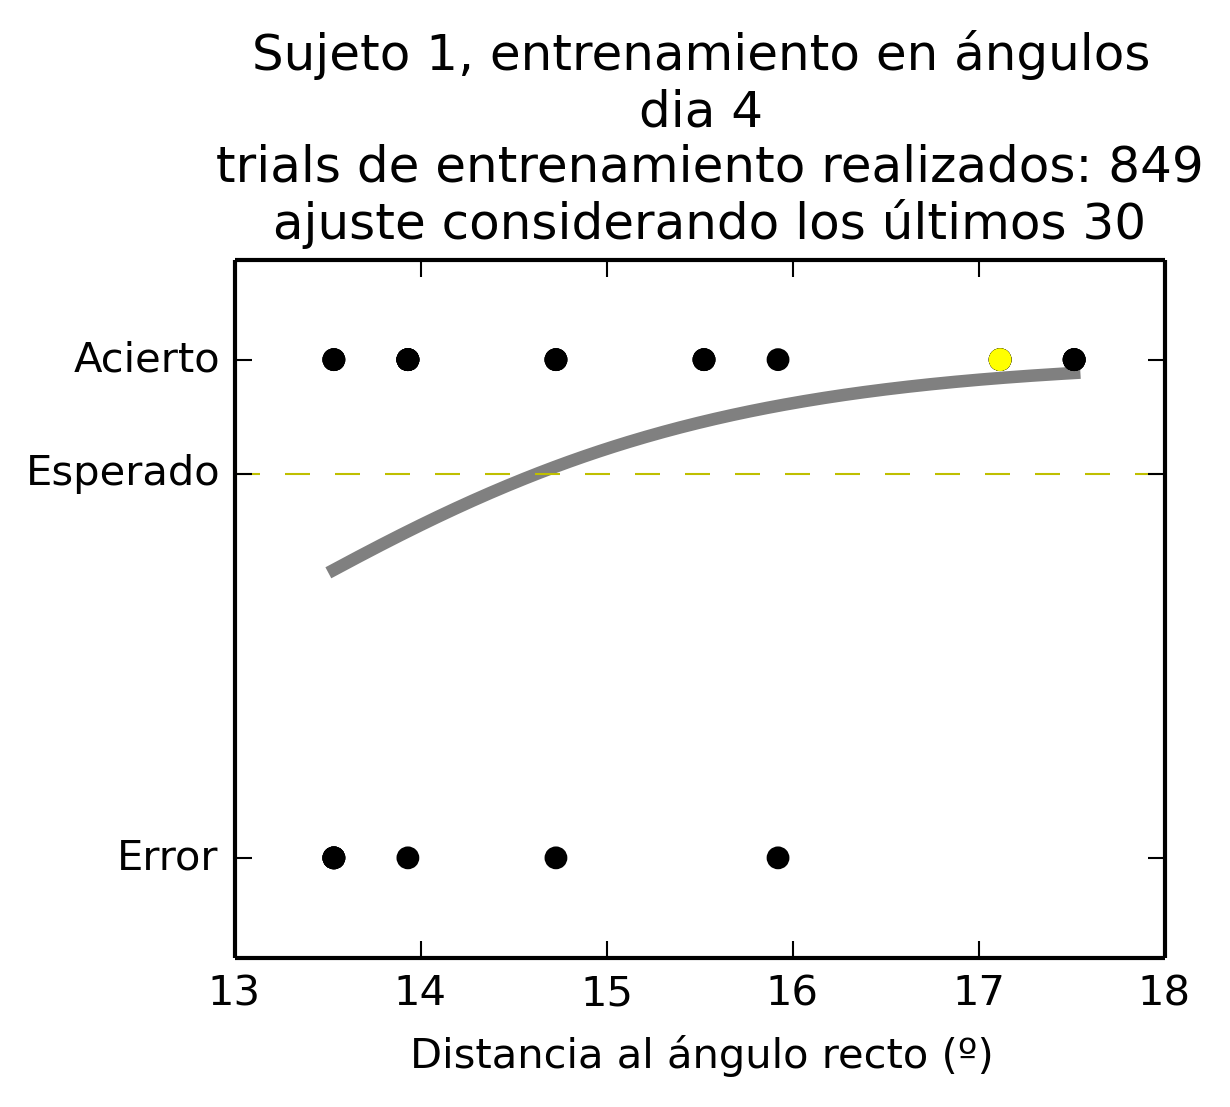 Sujeto 1, entrenamiento en ángulos
dia 4
trials de entrenamiento realizados: 849
ajuste considerando los últimos 30
Acierto
Esperado
Error
13 14 15 16 17 18
Distancia al ángulo recto (º)